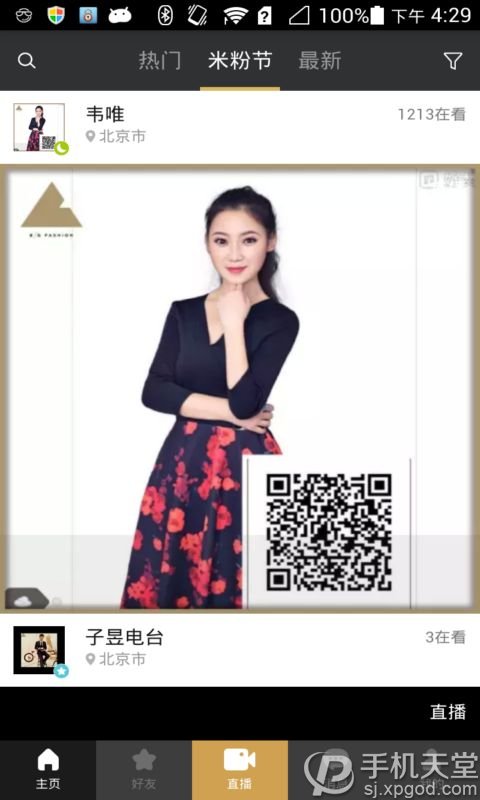 100% 下午 4:29
热门 米粉节 最新
韦唯
1213在看
北京市
B/G FASHION
子昱电台
3在看
北京市
直播
主页 好友 直播
手机天堂
sj.xpgod.com